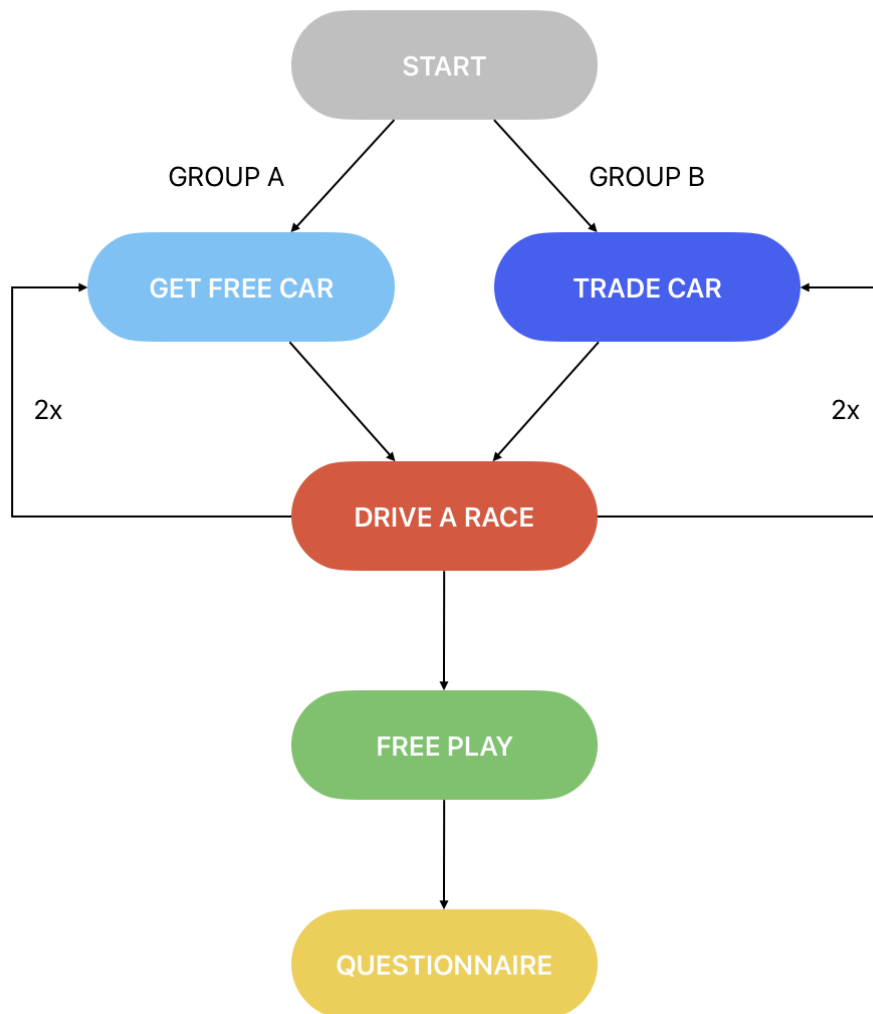 START
GROUP A
GROUP B
GET FREE CAR
TRADE CAR
2x
2x
DRIVE A RACE
FREE PLAY
QUESTIONNAIRE